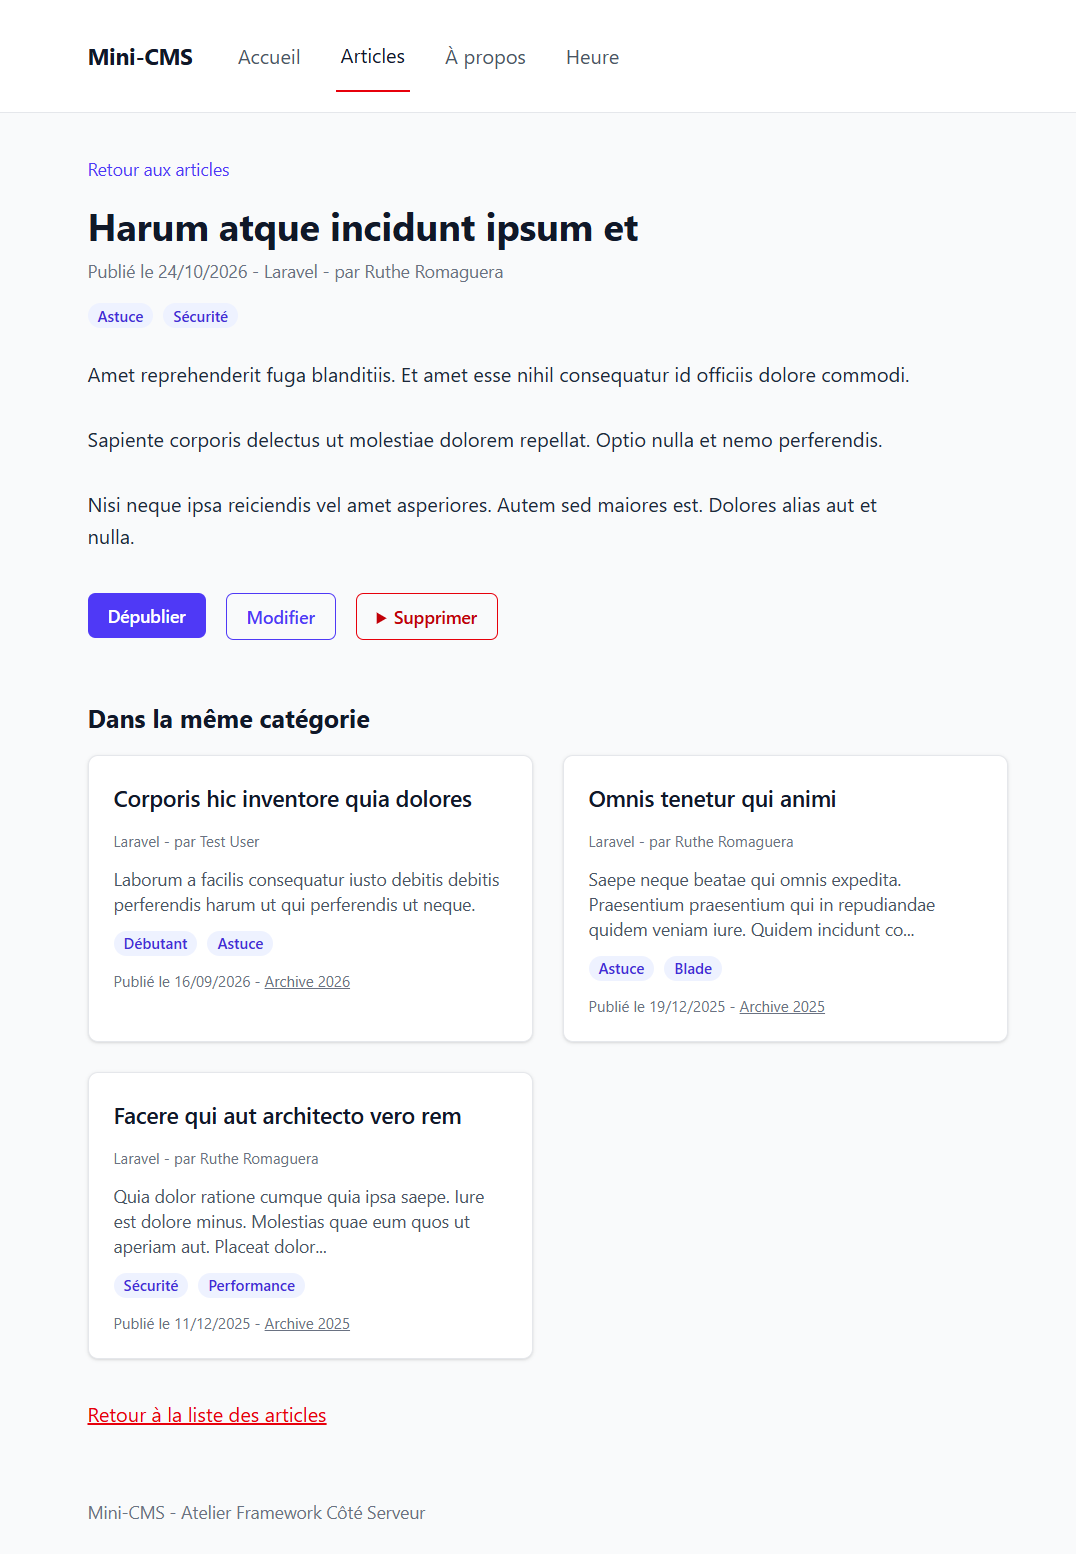 Mini-CMS Accueil Articles À propos Heure
Retour aux articles
Harum atque incidunt ipsum et
Publié le 24/10/2026 - Laravel - par Ruthe Romaguera
Astuce Sécurité
Amet reprehenderit fuga blanditiis. Et amet esse nihil consequatur id officiis dolore commodi.
Sapiente corporis delectus ut molestiae dolorem repellat. Optio nulla et nemo perferendis.
Nisi neque ipsa reiciendis vel amet asperiores. Autem sed maiores est. Dolores alias aut et
nulla.
Dépublier Modifier Supprimer
Dans la même catégorie
Corporis hic inventore quia dolores
Laravel - par Test User
Laborum a facilis consequatur iusto debitis debitis
perferendis harum ut qui perferendis ut neque.
Débutant Astuce
Publié le 16/09/2026 - Archive 2026
Omnis tenetur qui animi
Laravel - par Ruthe Romaguera
Saepe neque beatae qui omnis expedita.
Praesentium praesentium qui in repudiandae
quidem veniam iure. Quidem incidunt co...
Astuce Blade
Publié le 19/12/2025 - Archive 2025
Facere qui aut architecto vero rem
Laravel - par Ruthe Romaguera
Quia dolor ratione cumque quia ipsa saepe. Iure
est dolore minus. Molestias quae eum quos ut
aperiam aut. Placeat dolor...
Sécurité Performance
Publié le 11/12/2025 - Archive 2025
Retour à la liste des articles
Mini-CMS - Atelier Framework Côté Serveur